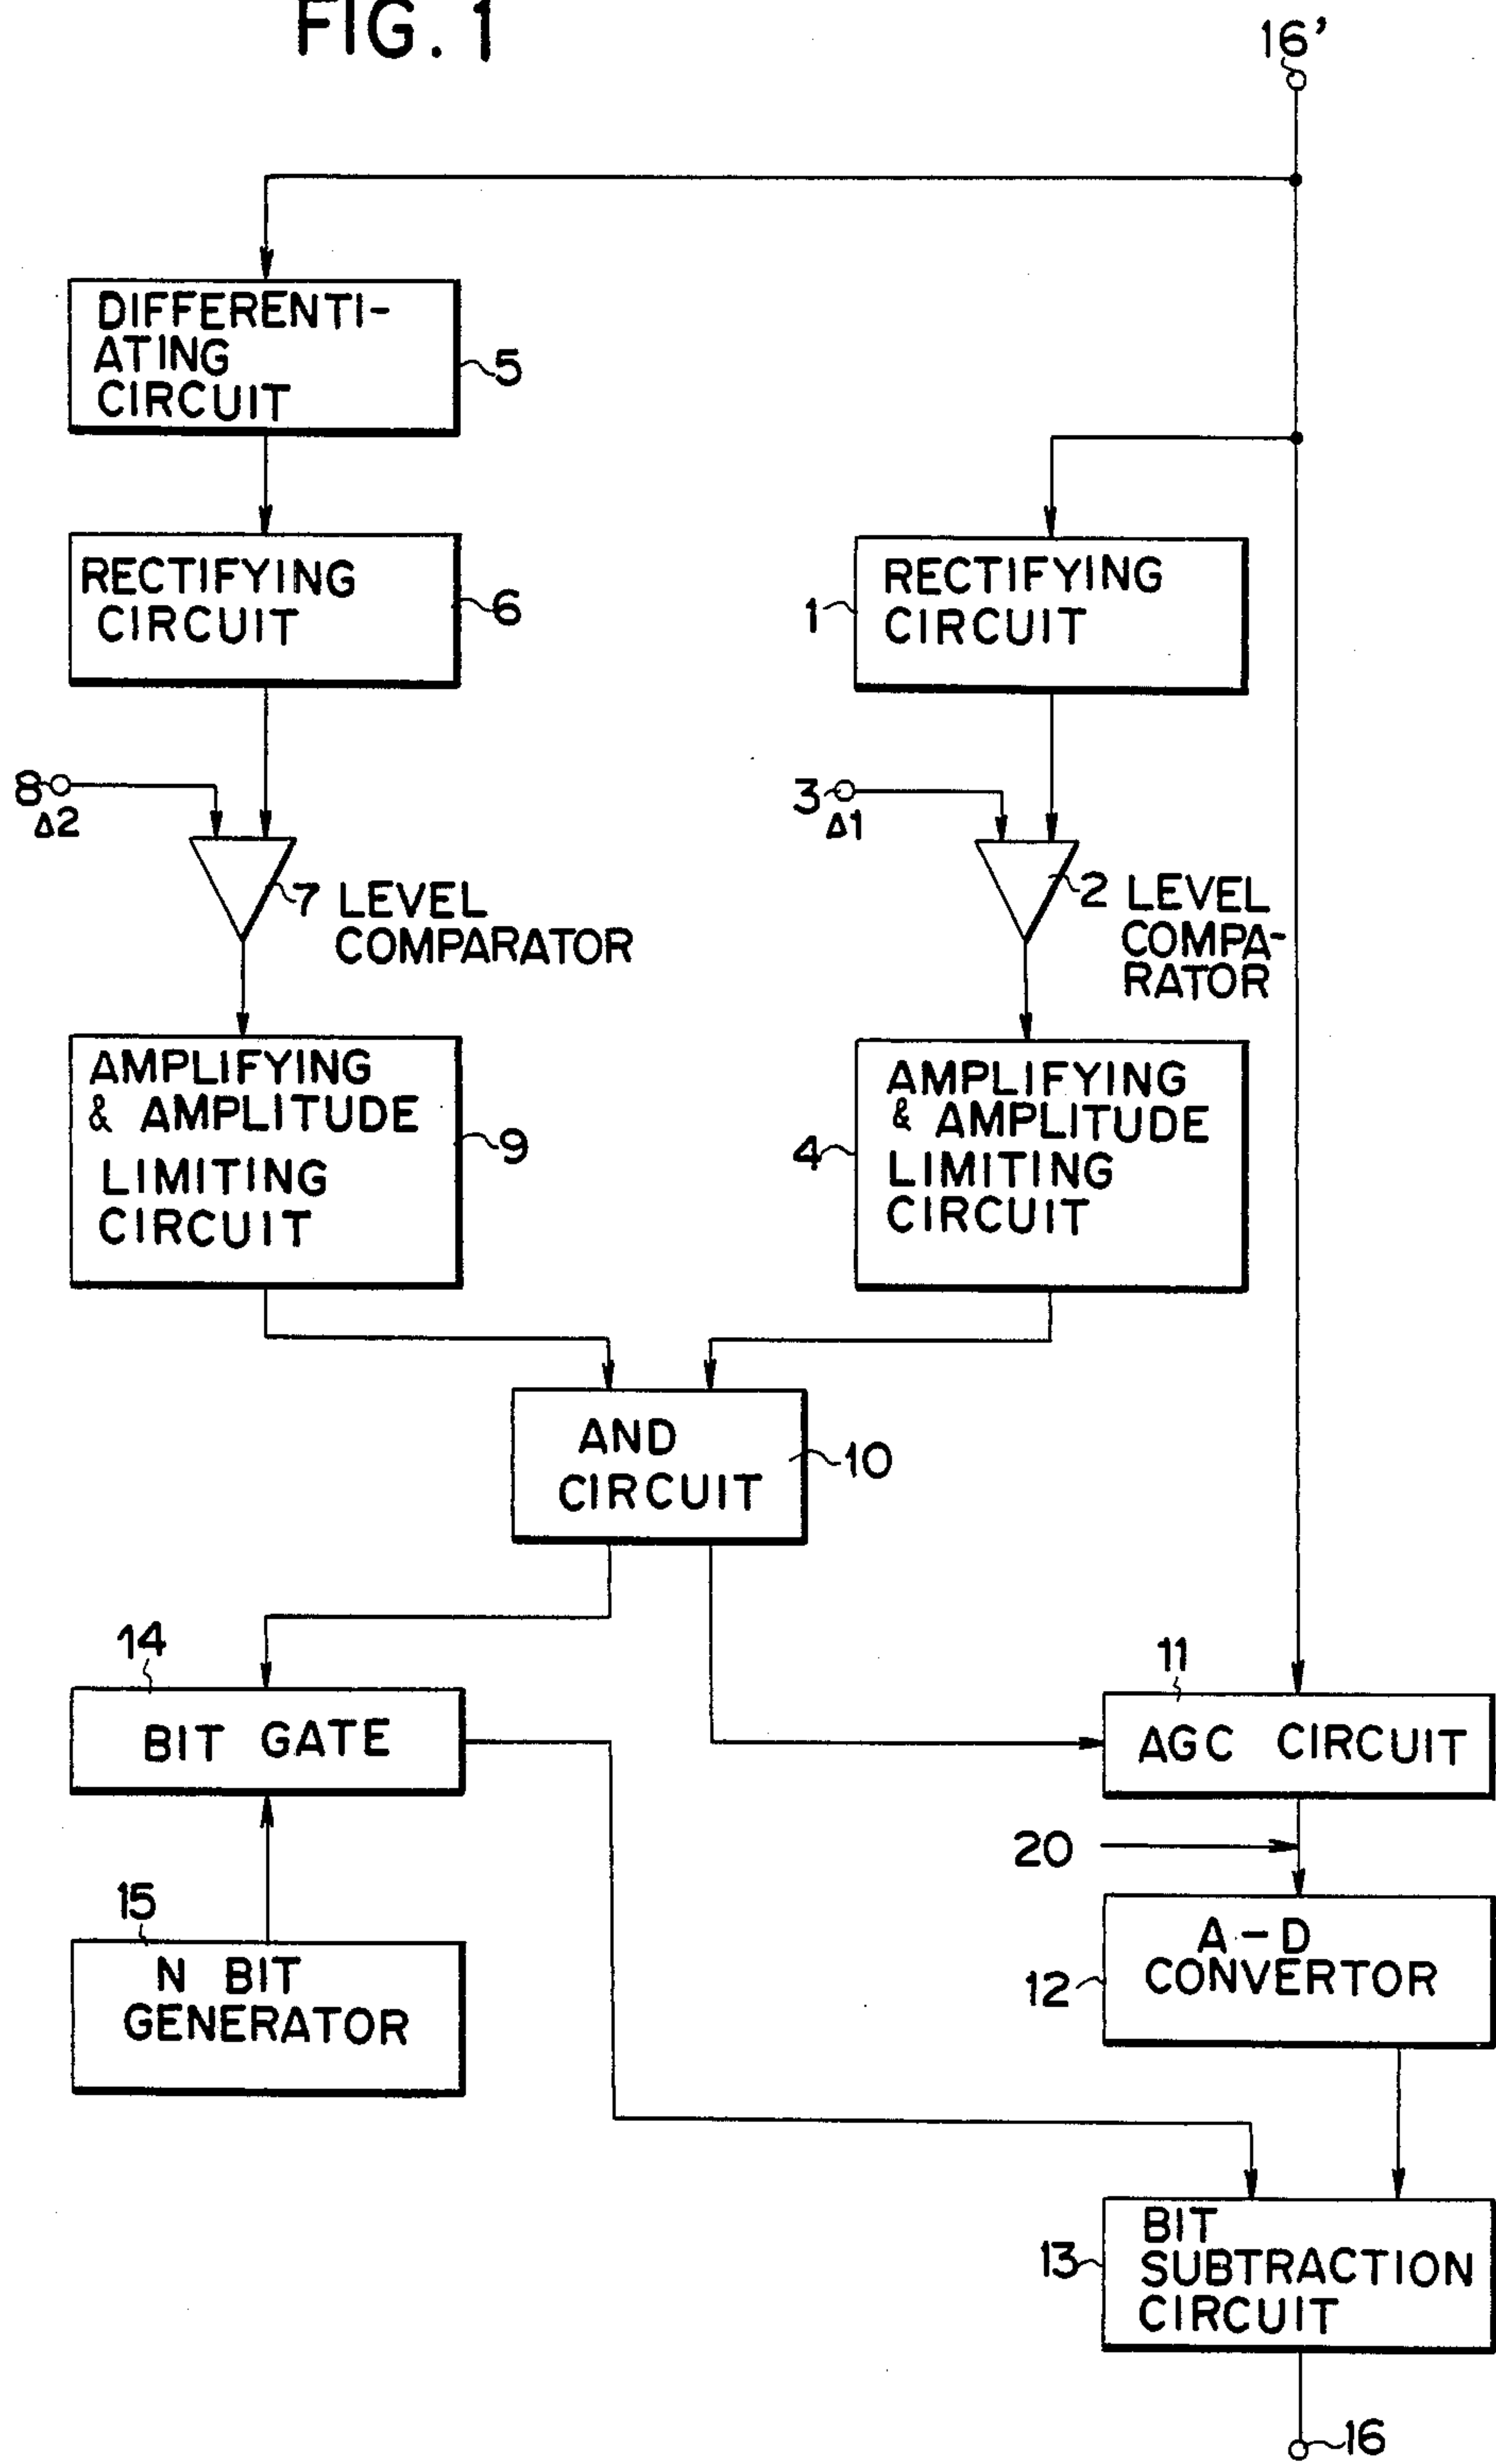 FIG. 1
16'
DIFFERENTI-
ATING
CIRCUIT
5
RECTIFYING
CIRCUIT
6
1
RECTIFYING
CIRCUIT
8
Δ2
3
Δ1
7 LEVEL
COMPARATOR
2 LEVEL
COMPA-
RATOR
AMPLIFYING
& AMPLITUDE
LIMITING
CIRCUIT
9
4
AMPLIFYING
& AMPLITUDE
LIMITING
CIRCUIT
AND
CIRCUIT
10
14
BIT GATE
11
AGC CIRCUIT
20
15
N BIT
GENERATOR
12
A-D
CONVERTOR
13
BIT
SUBTRACTION
CIRCUIT
16